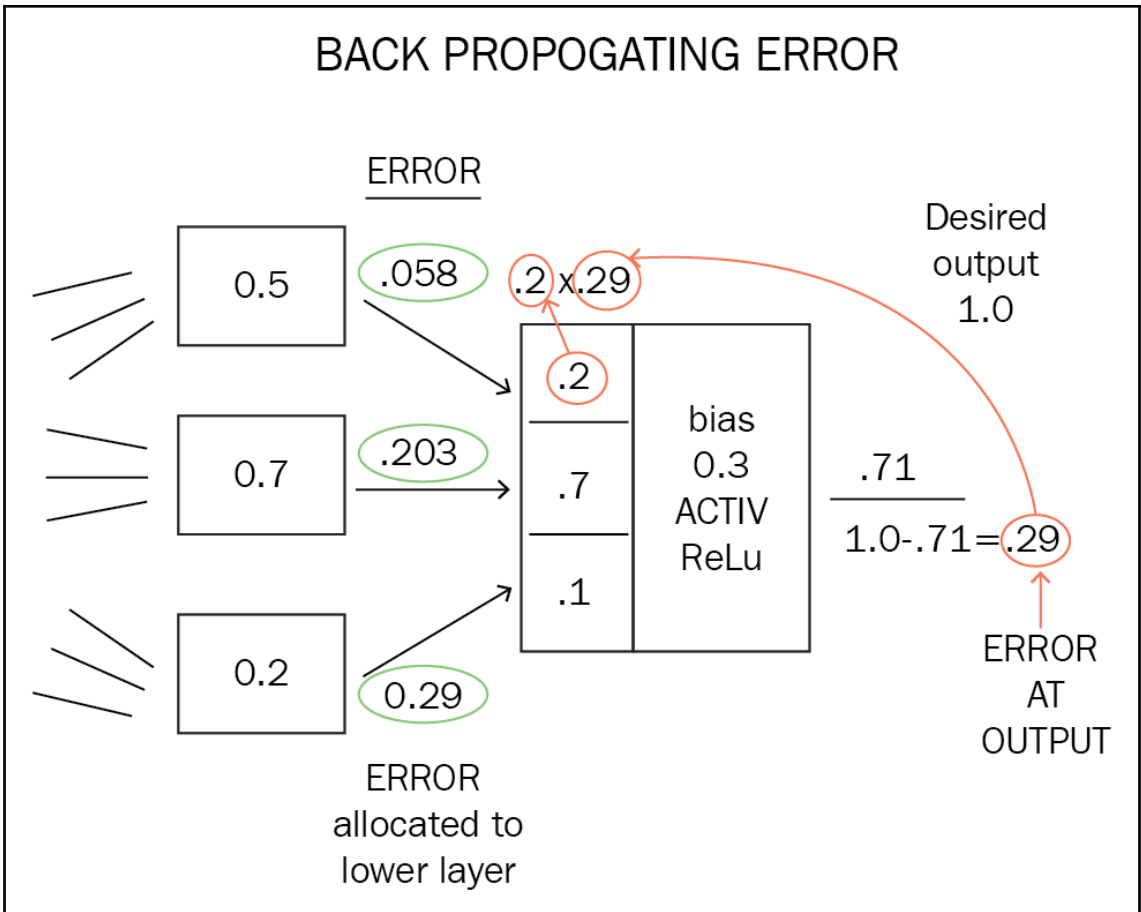 BACK PROPOGATING ERROR
ERROR
0.5
.058
.2 x.29
Desired
output
1.0
.2
0.7
.203
.7
bias
0.3
ACTIV
ReLu
.71
1.0-.71=.29
.1
0.2
0.29
ERROR
AT
OUTPUT
ERROR
allocated to
lower layer